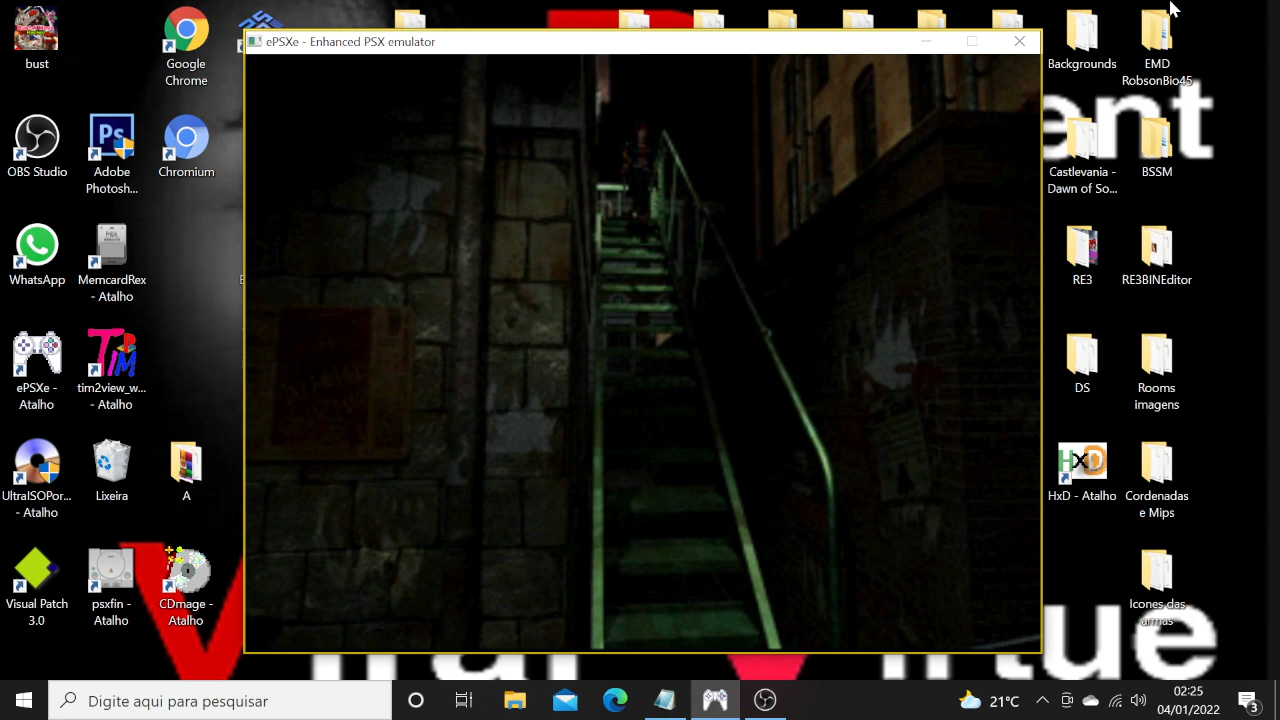 ePSXe - Enhanced PSX emulator
bust
Google
Chrome
Backgrounds
EMD
RobsonBio45
OBS Studio
Adobe
Photosh...
Chromium
Castlevania -
Dawn of So...
BSSM
WhatsApp
MemcardRex
- Atalho
RE3
RE3BINEditor
ePSXe -
Atalho
tim2view_w...
- Atalho
DS
Rooms
imagens
UltraISOPor...
- Atalho
Lixeira
A
HxD - Atalho
Cordenadas
e Mips
Visual Patch
3.0
psxfin -
Atalho
CDmage -
Atalho
Icones das
armas
ent
V
Digite aqui para pesquisar
21°C
02:25
04/01/2022
3